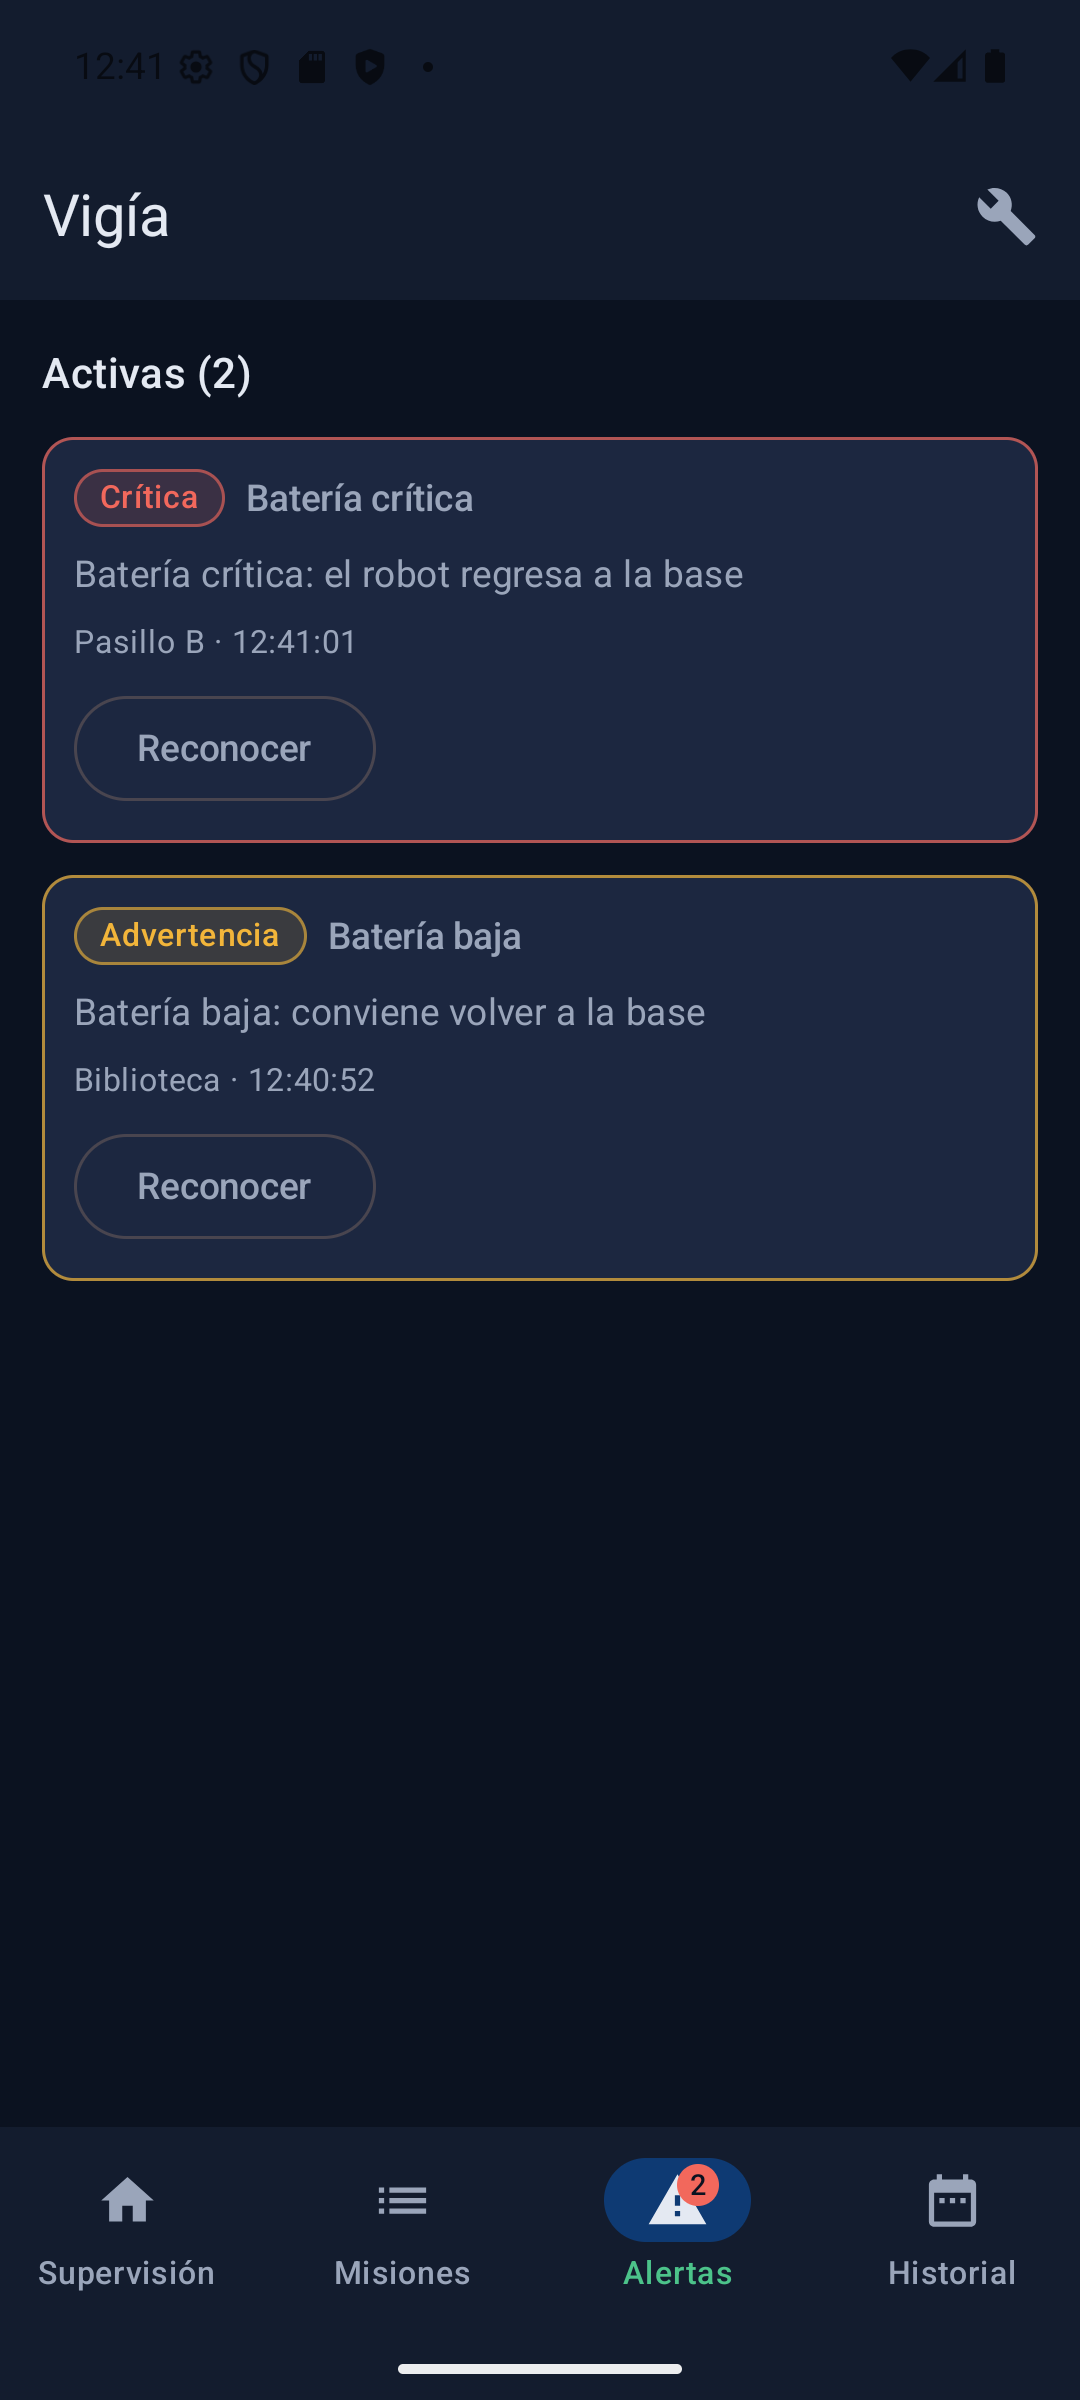 12:41
Vigía
Activas (2)
Crítica Batería crítica
Batería crítica: el robot regresa a la base
Pasillo B · 12:41:01
Reconocer
Advertencia Batería baja
Batería baja: conviene volver a la base
Biblioteca · 12:40:52
Reconocer
2
Supervisión Misiones Alertas Historial